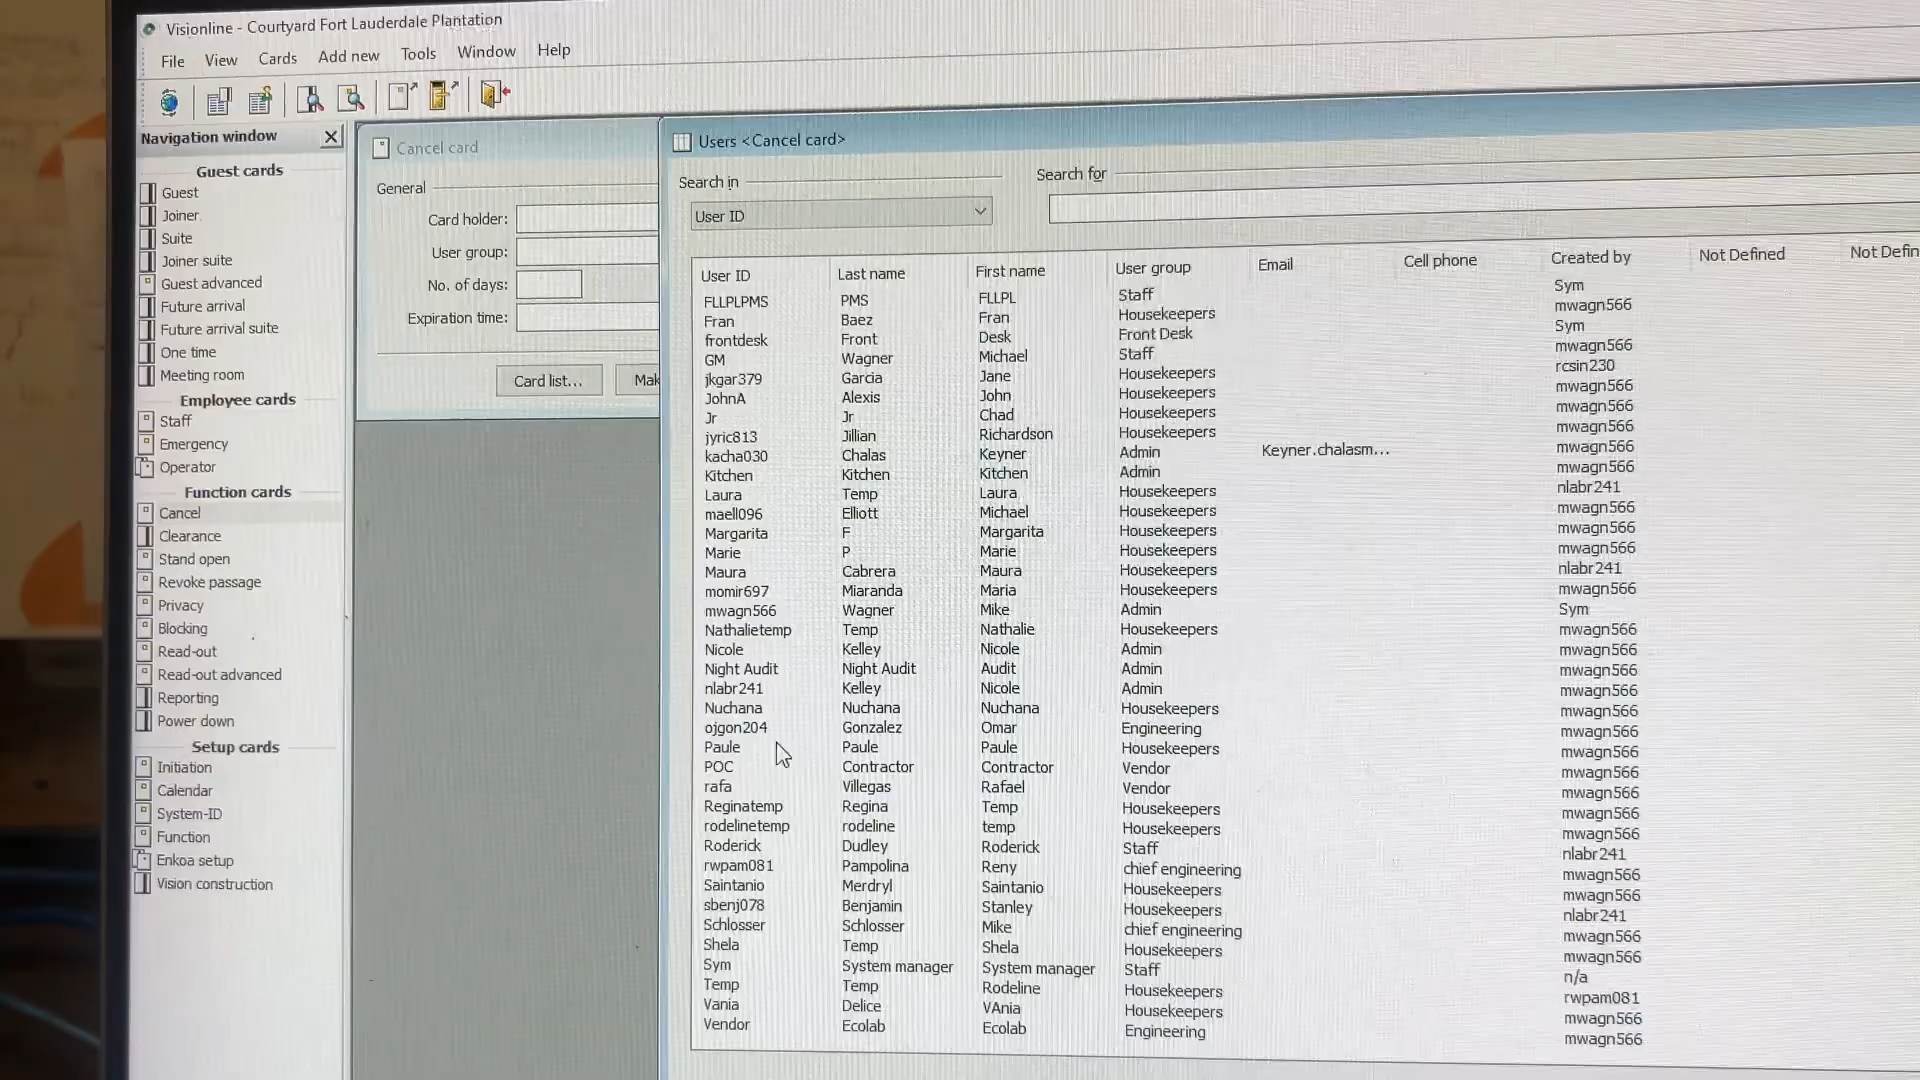 Visionline - Courtyard Fort Lauderdale Plantation
File View Cards Add new Tools Window Help
Navigation window
Guest cards
Guest
Joiner
Suite
Joiner suite
Guest advanced
Future arrival
Future arrival suite
One time
Meeting room
Employee cards
Staff
Emergency
Operator
Function cards
Cancel
Clearance
Stand open
Revoke passage
Privacy
Blocking
Read-out
Read-out advanced
Reporting
Power down
Setup cards
Initiation
Calendar
System-ID
Function
Enkoa setup
Vision construction
Cancel card
General
Card holder:
User group:
No. of days:
Expiration time:
Card list... Mak
Users <Cancel card>
Search in Search for
User ID
User ID Last name First name User group Email Cell phone Created by Not Defined Not Defin
FLLPLPMS PMS FLLPL Staff Sym
Fran Baez Fran Housekeepers mwagn566
frontdesk Front Desk Front Desk Sym
GM Wagner Michael Staff mwagn566
jkgar379 Garcia Jane Housekeepers rcsin230
JohnA Alexis John Housekeepers mwagn566
Jr Jr Chad Housekeepers mwagn566
jyric813 Jillian Richardson Housekeepers mwagn566
kacha030 Chalas Keyner Admin Keyner.chalasm... mwagn566
Kitchen Kitchen Kitchen Admin mwagn566
Laura Temp Laura Housekeepers nlabr241
maell096 Elliott Michael Housekeepers mwagn566
Margarita F Margarita Housekeepers mwagn566
Marie P Marie Housekeepers mwagn566
Maura Cabrera Maura Housekeepers nlabr241
momir697 Miaranda Maria Housekeepers mwagn566
mwagn566 Wagner Mike Admin Sym
Nathalietemp Temp Nathalie Housekeepers mwagn566
Nicole Kelley Nicole Admin mwagn566
Night Audit Night Audit Audit Admin mwagn566
nlabr241 Kelley Nicole Admin mwagn566
Nuchana Nuchana Nuchana Housekeepers mwagn566
ojgon204 Gonzalez Omar Engineering mwagn566
Paule Paule Paule Housekeepers mwagn566
POC Contractor Contractor Vendor mwagn566
rafa Villegas Rafael Vendor mwagn566
Reginatemp Regina Temp Housekeepers mwagn566
rodelinetemp rodeline temp Housekeepers mwagn566
Roderick Dudley Roderick Staff nlabr241
rwpam081 Pampolina Reny chief engineering mwagn566
Saintanio Merdryl Saintanio Housekeepers mwagn566
sbenj078 Benjamin Stanley Housekeepers nlabr241
Schlosser Schlosser Mike chief engineering mwagn566
Shela Temp Shela Housekeepers mwagn566
Sym System manager System manager Staff n/a
Temp Temp Rodeline Housekeepers rwpam081
Vania Delice VAnia Housekeepers mwagn566
Vendor Ecolab Ecolab Engineering mwagn566